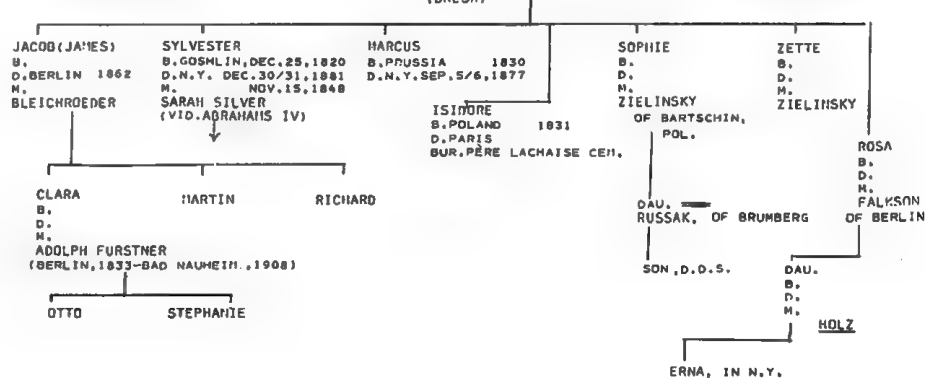 JACOB(JAMES)
B.
D.BERLIN 1862
M.
BLEICHROEDER
SYLVESTER
B.GOSHLIN,DEC.25,1820
D.N.Y. DEC.30/31,1881
M. NOV.15,1848
SARAH SILVER
(VID.ABRAHAMS IV)
MARCUS
B.PRUSSIA 1830
D.N.Y.SEP.5/6,1877
ISIDORE
B.POLAND 1831
D.PARIS
BUR.PÈRE LACHAISE CEM.
SOPHIE
B.
D.
M.
ZIELINSKY
OF BARTSCHIN,
POL.
ZETTE
B.
D.
M.
ZIELINSKY
ROSA
B.
D.
M.
FALKSON
OF BERLIN
CLARA
B.
D.
M.
ADOLPH FURSTNER
(BERLIN,1833-BAD NAUHEIM.,1908)
MARTIN
RICHARD
DAU.
RUSSAK, OF BRUMBERG
SON,D.D.S.
DAU.
B.
D.
M.
HOLZ
OTTO
STEPHANIE
ERNA, IN N.Y.